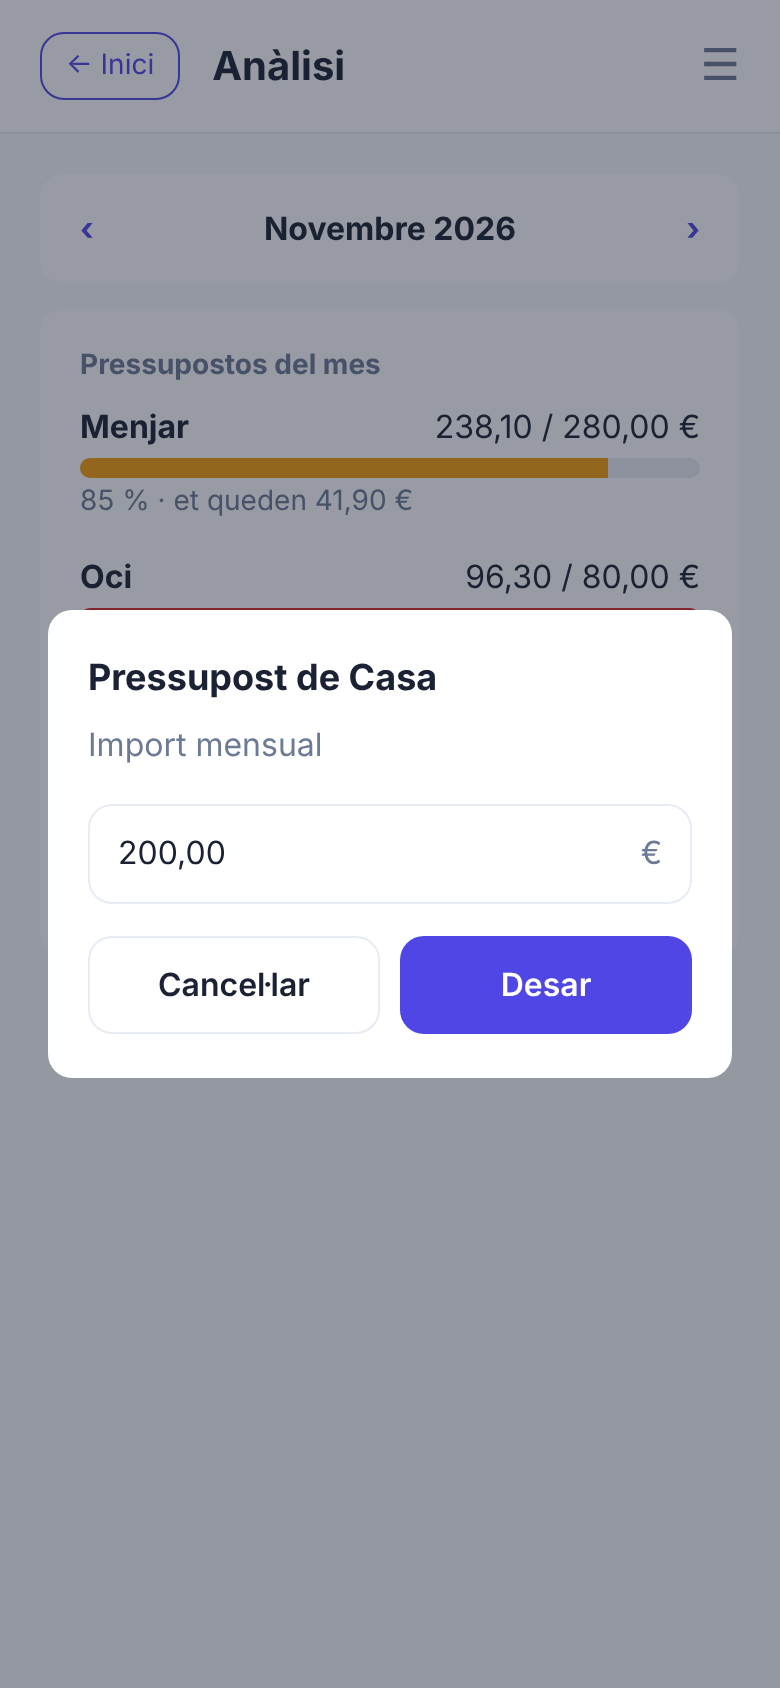 ← Inici
Anàlisi
‹ Novembre 2026 ›
Pressupostos del mes
Menjar 238,10 / 280,00 €
85 % · et queden 41,90 €
Oci 96,30 / 80,00 €
Pressupost de Casa
Import mensual
200,00 €
Cancel·lar Desar